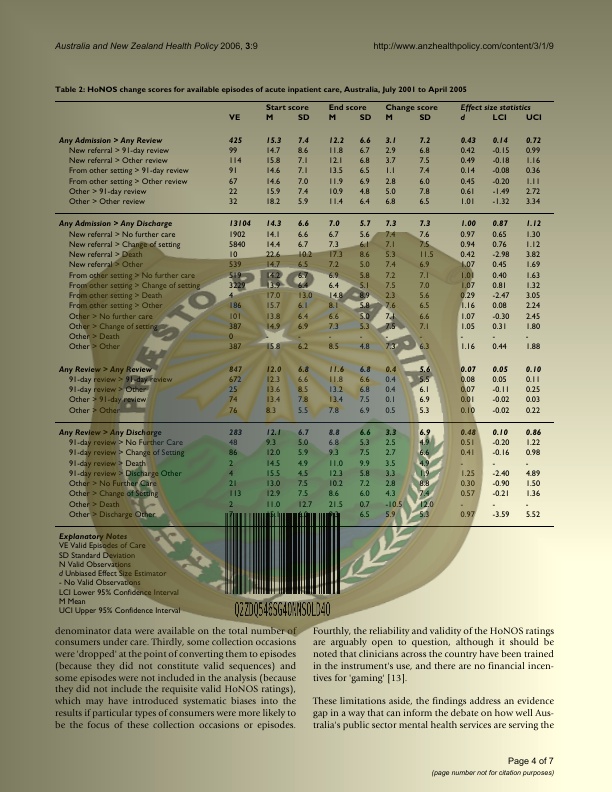 Australia and New Zealand Health Policy 2006, 3:9 http://www.anzhealthpolicy.com/content/3/1/9
Table 2: HoNOS change scores for available episodes of acute inpatient care, Australia, July 2001 to April 2005
Start score End score Change score Effect size statistics
VE M SD M SD M SD d LCI UCI
Any Admission > Any Review 425 15.3 7.4 12.2 6.6 3.1 7.2 0.43 0.14 0.72
New referral > 91-day review 99 14.7 8.6 11.8 6.7 2.9 6.8 0.42 -0.15 0.99
New referral > Other review 114 15.8 7.1 12.1 6.8 3.7 7.5 0.49 -0.18 1.16
From other setting > 91-day review 91 14.6 7.1 13.5 6.5 1.1 7.4 0.14 -0.08 0.36
From other setting > Other review 67 14.6 7.0 11.9 6.9 2.8 6.0 0.45 -0.20 1.11
Other > 91-day review 22 15.9 7.4 10.9 4.8 5.0 7.8 0.61 -1.49 2.72
Other > Other review 32 18.2 5.9 11.4 6.4 6.8 6.5 1.01 -1.32 3.34
Any Admission > Any Discharge 13104 14.3 6.6 7.0 5.7 7.3 7.3 1.00 0.87 1.12
New referral > No further care 1902 14.1 6.6 6.7 5.6 7.4 7.6 0.97 0.65 1.30
New referral > Change of setting 5840 14.4 6.7 7.3 6.1 7.1 7.5 0.94 0.76 1.12
New referral > Death 10 22.6 10.2 17.3 8.6 5.3 11.5 0.42 -2.98 3.82
New referral > Other 539 14.7 6.5 7.2 5.0 7.4 6.9 1.07 0.45 1.69
From other setting > No further care 519 14.2 6.7 6.9 5.8 7.2 7.1 1.01 0.40 1.63
From other setting > Change of setting 3229 13.9 6.4 6.4 5.1 7.5 7.0 1.07 0.81 1.32
From other setting > Death 4 17.0 13.0 14.8 8.9 2.3 5.6 0.29 -2.47 3.05
From other setting > Other 186 15.7 6.1 8.1 5.8 7.6 6.5 1.16 0.08 2.24
Other > No further care 101 13.8 6.4 6.6 5.0 7.1 6.6 1.07 -0.30 2.45
Other > Change of setting 387 14.9 6.9 7.3 5.3 7.5 7.1 1.05 0.31 1.80
Other > Death 0 - - - - - - - - -
Other > Other 387 15.8 6.2 8.5 4.8 7.3 6.3 1.16 0.44 1.88
Any Review > Any Review 847 12.0 6.8 11.6 6.8 0.4 5.6 0.07 0.05 0.10
91-day review > 91-day review 672 12.3 6.6 11.8 6.6 0.4 5.5 0.08 0.05 0.11
91-day review > Other 25 13.6 8.5 13.2 6.8 0.4 6.1 0.07 -0.11 0.25
Other > 91-day review 74 13.4 7.8 13.4 7.5 0.1 6.9 0.01 -0.02 0.03
Other > Other 76 8.3 5.5 7.8 6.9 0.5 5.3 0.10 -0.02 0.22
Any Review > Any Discharge 283 12.1 6.7 8.8 6.6 3.3 6.9 0.48 0.10 0.86
91-day review > No Further Care 48 9.3 5.0 6.8 5.3 2.5 4.9 0.51 -0.20 1.22
91-day review > Change of Setting 86 12.0 5.9 9.3 7.5 2.7 6.6 0.41 -0.16 0.98
91-day review > Death 2 14.5 4.9 11.0 9.9 3.5 4.9 - - -
91-day review > Discharge Other 4 15.5 4.5 12.3 5.8 3.3 1.9 1.25 -2.40 4.89
Other > No Further Care 21 13.0 7.5 10.2 7.2 2.8 8.8 0.30 -0.90 1.50
Other > Change of Setting 113 12.9 7.5 8.6 6.0 4.3 7.4 0.57 -0.21 1.36
Other > Death 2 11.0 12.7 21.5 0.7 -10.5 12.0 - - -
Other > Discharge Other 7 6.5 5.9 5.3 0.97 -3.59 5.52
Explanatory Notes
VE Valid Episodes of Care
SD Standard Deviation
N Valid Observations
d Unbiased Effect Size Estimator
- No Valid Observations
LCI Lower 95% Confidence Interval
M Mean
UCI Upper 95% Confidence Interval
PRAESTO PRO PATRIA
02ZDQ546SG40NNSOLD40
denominator data were available on the total number of
consumers under care. Thirdly, some collection occasions
were 'dropped' at the point of converting them to episodes
(because they did not constitute valid sequences) and
some episodes were not included in the analysis (because
they did not include the requisite valid HoNOS ratings),
which may have introduced systematic biases into the
results if particular types of consumers were more likely to
be the focus of these collection occasions or episodes.
Fourthly, the reliability and validity of the HoNOS ratings
are arguably open to question, although it should be
noted that clinicians across the country have been trained
in the instrument's use, and there are no financial incen-
tives for 'gaming' [13].
These limitations aside, the findings address an evidence
gap in a way that can inform the debate on how well Aus-
tralia's public sector mental health services are serving the
Page 4 of 7
(page number not for citation purposes)